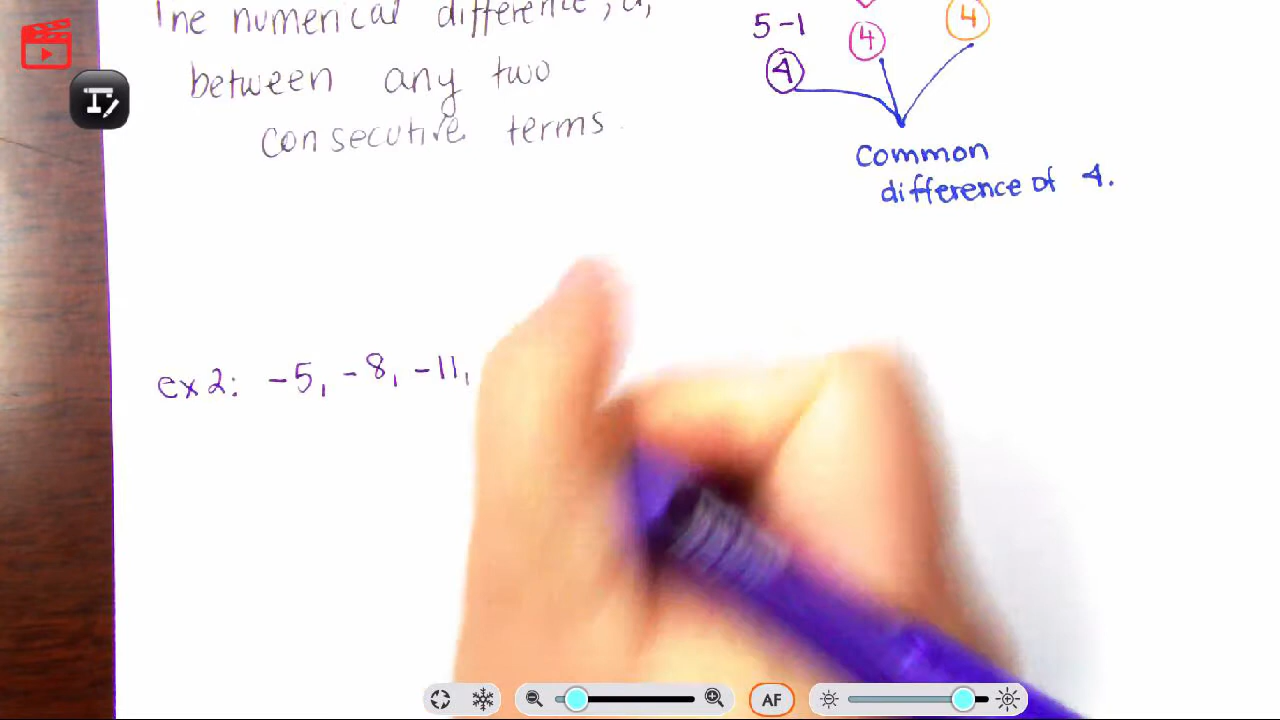 The numerical difference, d,
between any two
consecutive terms.
5-1
4
4
4
Common
difference of 4.
ex 2: -5, -8, -11,
AF